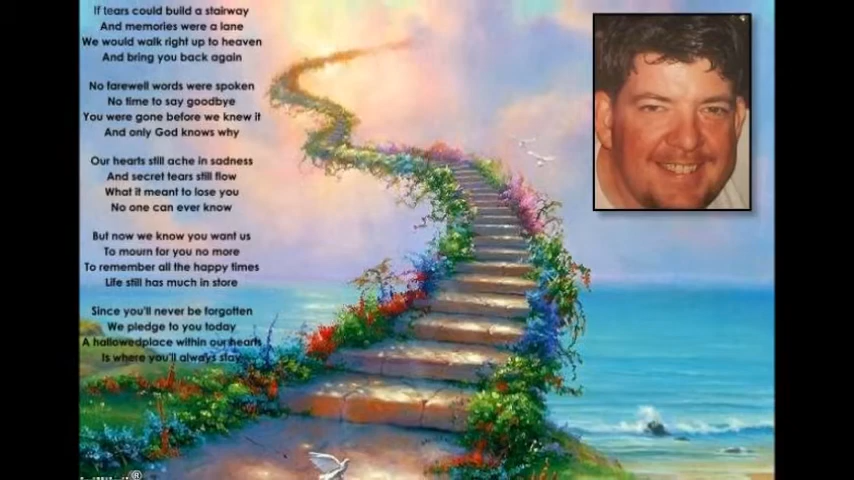 If tears could build a stairway
And memories were a lane
We would walk right up to heaven
And bring you back again
No farewell words were spoken
No time to say goodbye
You were gone before we knew it
And only God knows why
Our hearts still ache in sadness
And secret tears still flow
What it meant to lose you
No one can ever know
But now we know you want us
To mourn for you no more
To remember all the happy times
Life still has much in store
Since you'll never be forgotten
We pledge to you today
A hallowedplace within our hearts
Is where you'll always stay